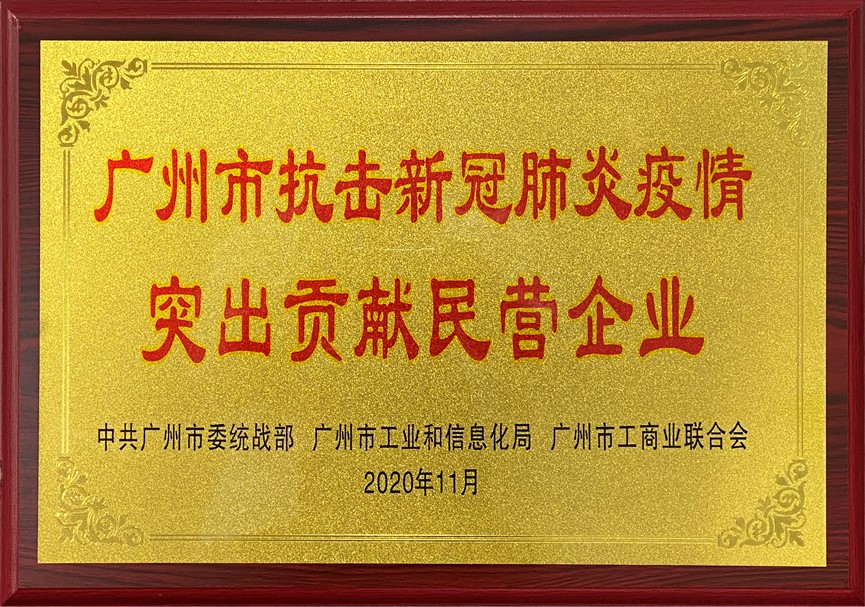 广州市抗击新冠肺炎疫情
突出贡献民营企业
中共广州市委统战部 广州市工业和信息化局 广州市工商业联合会
2020年11月